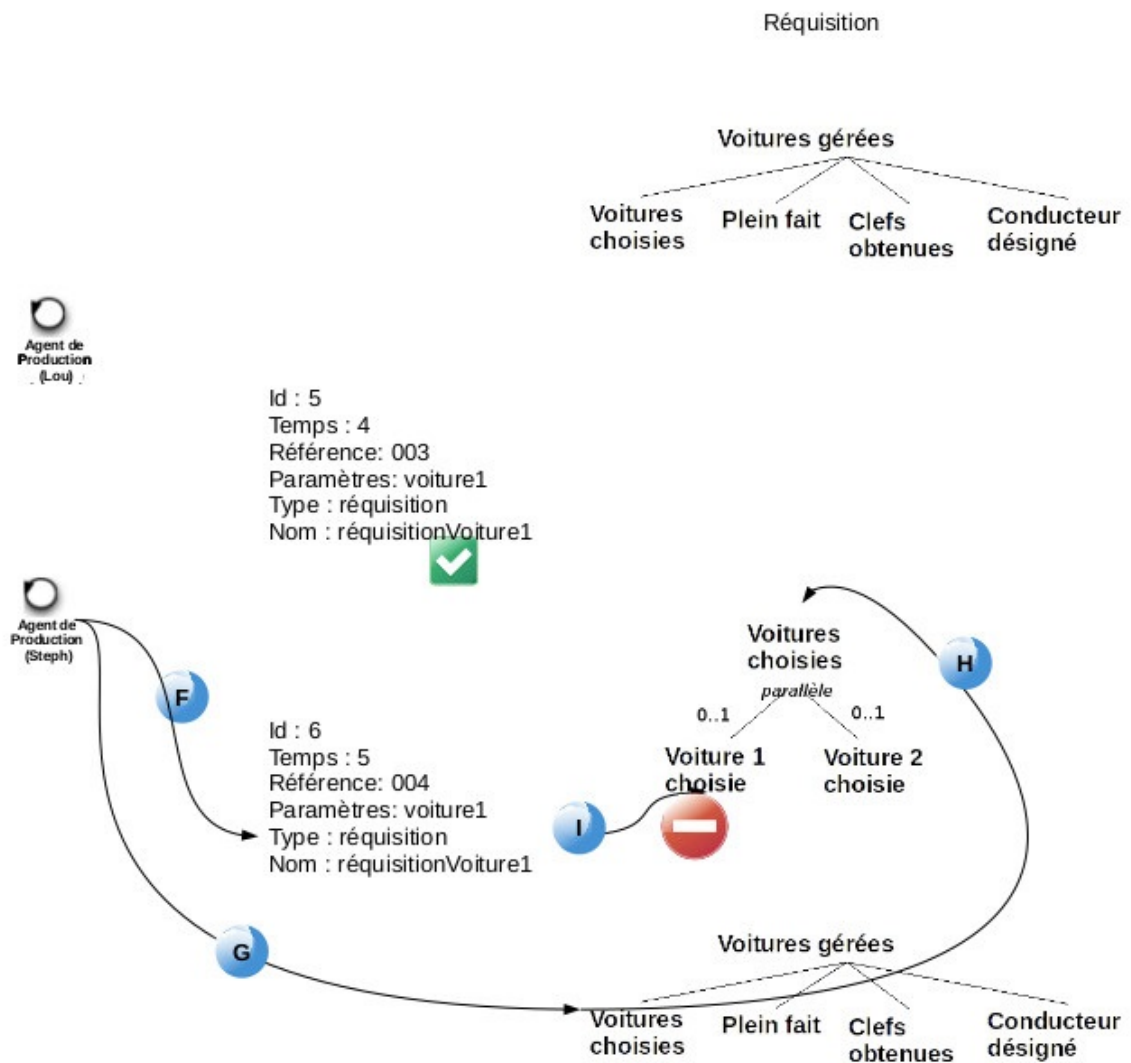 Réquisition
Voitures gérées
Voitures
choisies
Plein fait
Clefs
obtenues
Conducteur
désigné
Agent de
Production
(Lou)
Id : 5
Temps : 4
Référence: 003
Paramètres: voiture1
Type : réquisition
Nom : réquisitionVoiture1
Agent de
Production
(Steph)
F
Voitures
choisies
parallèle
H
0..1
0..1
Voiture 1
choisie
Voiture 2
choisie
Id : 6
Temps : 5
Référence: 004
Paramètres: voiture1
Type : réquisition
Nom : réquisitionVoiture1
I
G
Voitures gérées
Voitures
choisies
Plein fait
Clefs
obtenues
Conducteur
désigné